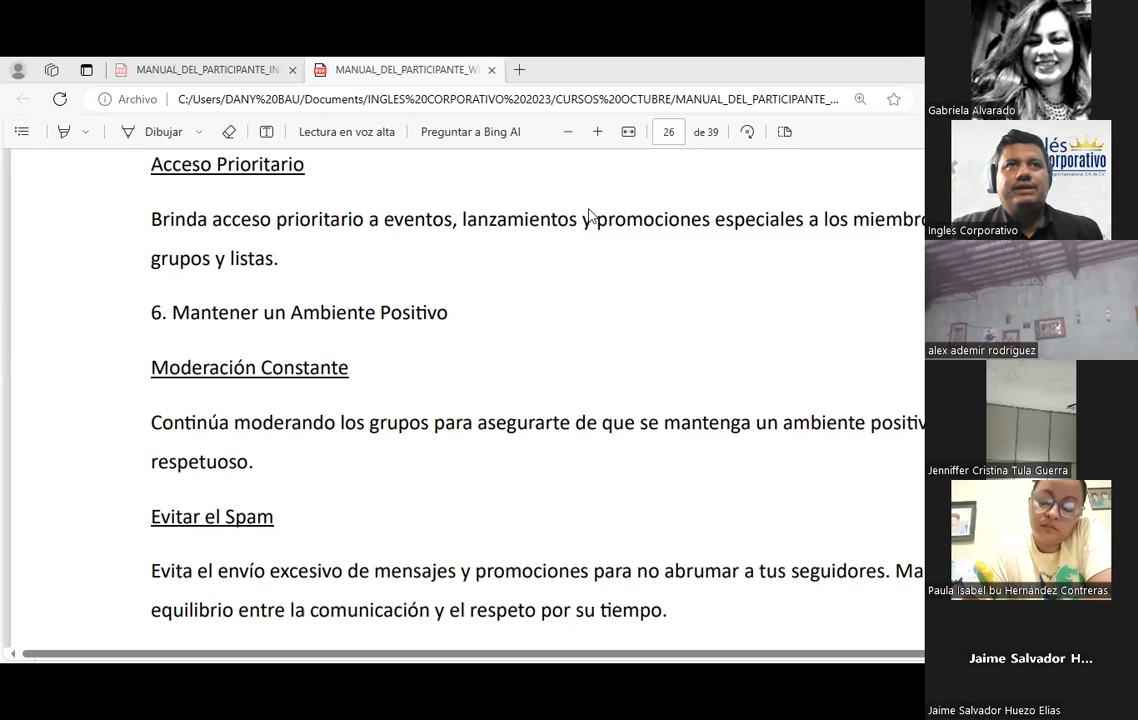 MANUAL_DEL_PARTICIPANTE_IN
MANUAL_DEL_PARTICIPANTE_W
Archivo
C:/Users/DANY%20BAU/Documents/INGLES%20CORPORATIVO%202023/CURSOS%20OCTUBRE/MANUAL_DEL_PARTICIPANTE_...
Dibujar
Lectura en voz alta
Preguntar a Bing AI
26
de 39
Acceso Prioritario
Brinda acceso prioritario a eventos, lanzamientos y promociones especiales a los miembro
grupos y listas.
6. Mantener un Ambiente Positivo
Moderación Constante
Continúa moderando los grupos para asegurarte de que se mantenga un ambiente positiv
respetuoso.
Evitar el Spam
Evita el envío excesivo de mensajes y promociones para no abrumar a tus seguidores. Ma
equilibrio entre la comunicación y el respeto por su tiempo.
Gabriela Alvarado
lés
orporativo
Ingles Corporativo
alex ademir rodriguez
Jenniffer Cristina Tula Guerra
Paula Isabel bu Hernández Contreras
Jaime Salvador H...
Jaime Salvador Huezo Elias